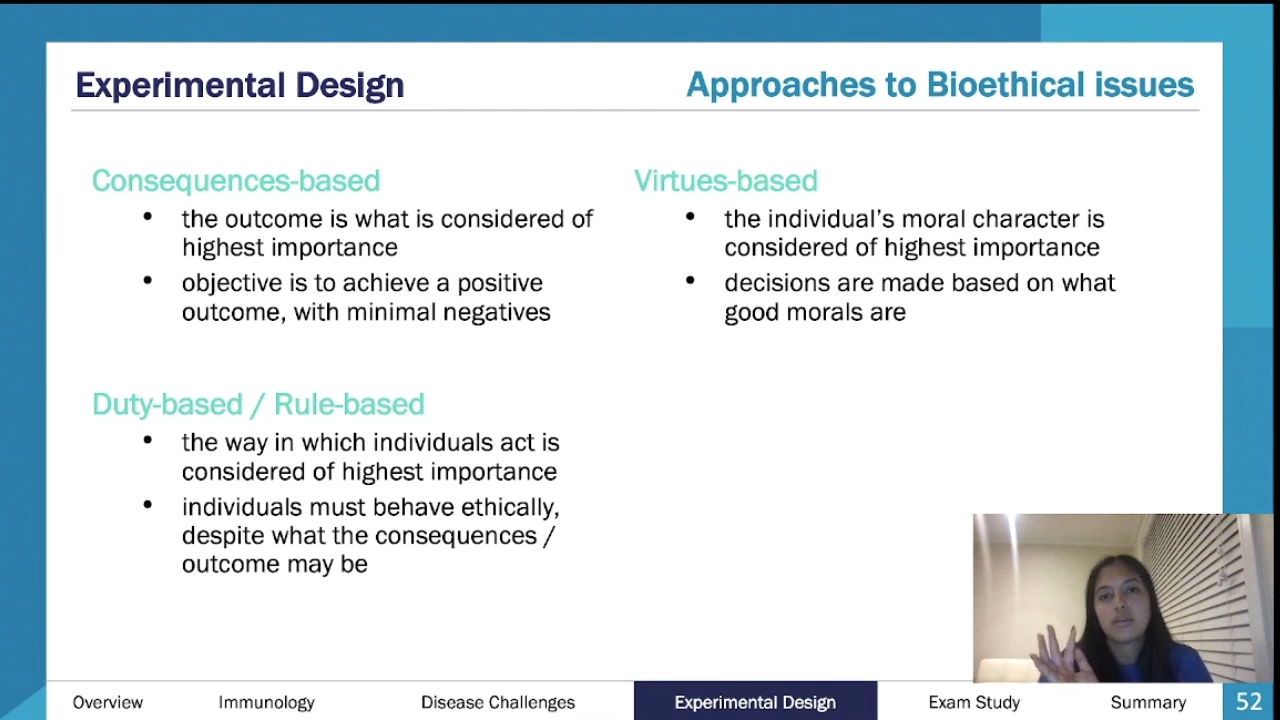 Experimental Design
Approaches to Bioethical issues
Consequences-based
• the outcome is what is considered of
highest importance
• objective is to achieve a positive
outcome, with minimal negatives
Virtues-based
• the individual's moral character is
considered of highest importance
• decisions are made based on what
good morals are
Duty-based / Rule-based
• the way in which individuals act is
considered of highest importance
• individuals must behave ethically,
despite what the consequences /
outcome may be
Overview
Immunology
Disease Challenges
Experimental Design
Exam Study
Summary
52